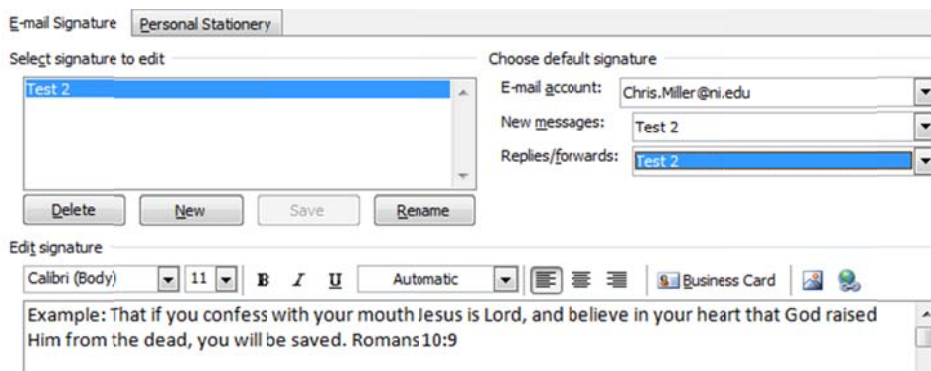 E-mail Signature Personal Stationery
Select signature to edit Choose default signature
Test 2
E-mail account: Chris.Miller@ni.edu
New messages: Test 2
Replies/forwards: Test 2
Delete New Save Rename
Edit signature
Calibri (Body) 11 B I U Automatic Business Card
Example: That if you confess with your mouth Jesus is Lord, and believe in your heart that God raised
Him from the dead, you will be saved. Romans10:9